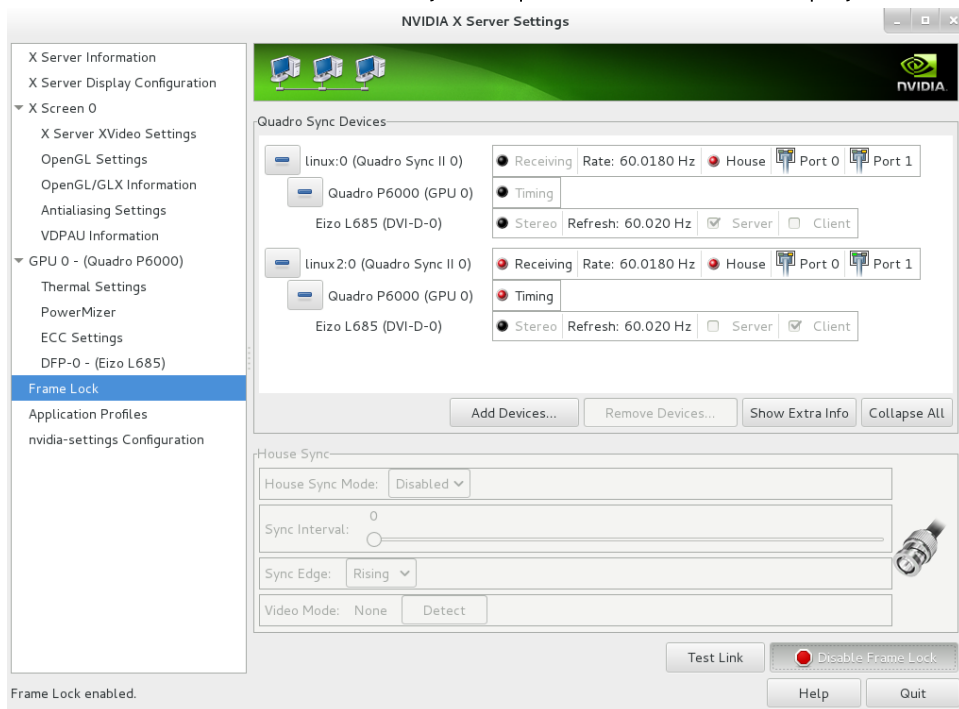 NVIDIA X Server Settings
X Server Information
X Server Display Configuration
X Screen 0
X Server XVideo Settings
OpenGL Settings
OpenGL/GLX Information
Antialiasing Settings
VDPAU Information
GPU 0 - (Quadro P6000)
Thermal Settings
PowerMizer
ECC Settings
DFP-0 - (Eizo L685)
Frame Lock
Application Profiles
nvidia-settings Configuration
NVIDIA.
Quadro Sync Devices
linux:0 (Quadro Sync II 0) Receiving Rate: 60.0180 Hz House Port 0 Port 1
Quadro P6000 (GPU 0) Timing
Eizo L685 (DVI-D-0) Stereo Refresh: 60.020 Hz Server Client
linux2:0 (Quadro Sync II 0) Receiving Rate: 60.0180 Hz House Port 0 Port 1
Quadro P6000 (GPU 0) Timing
Eizo L685 (DVI-D-0) Stereo Refresh: 60.020 Hz Server Client
Add Devices... Remove Devices... Show Extra Info Collapse All
House Sync
House Sync Mode: Disabled
0
Sync Interval:
Sync Edge: Rising
Video Mode: None Detect
Test Link Disable Frame Lock
Frame Lock enabled. Help Quit